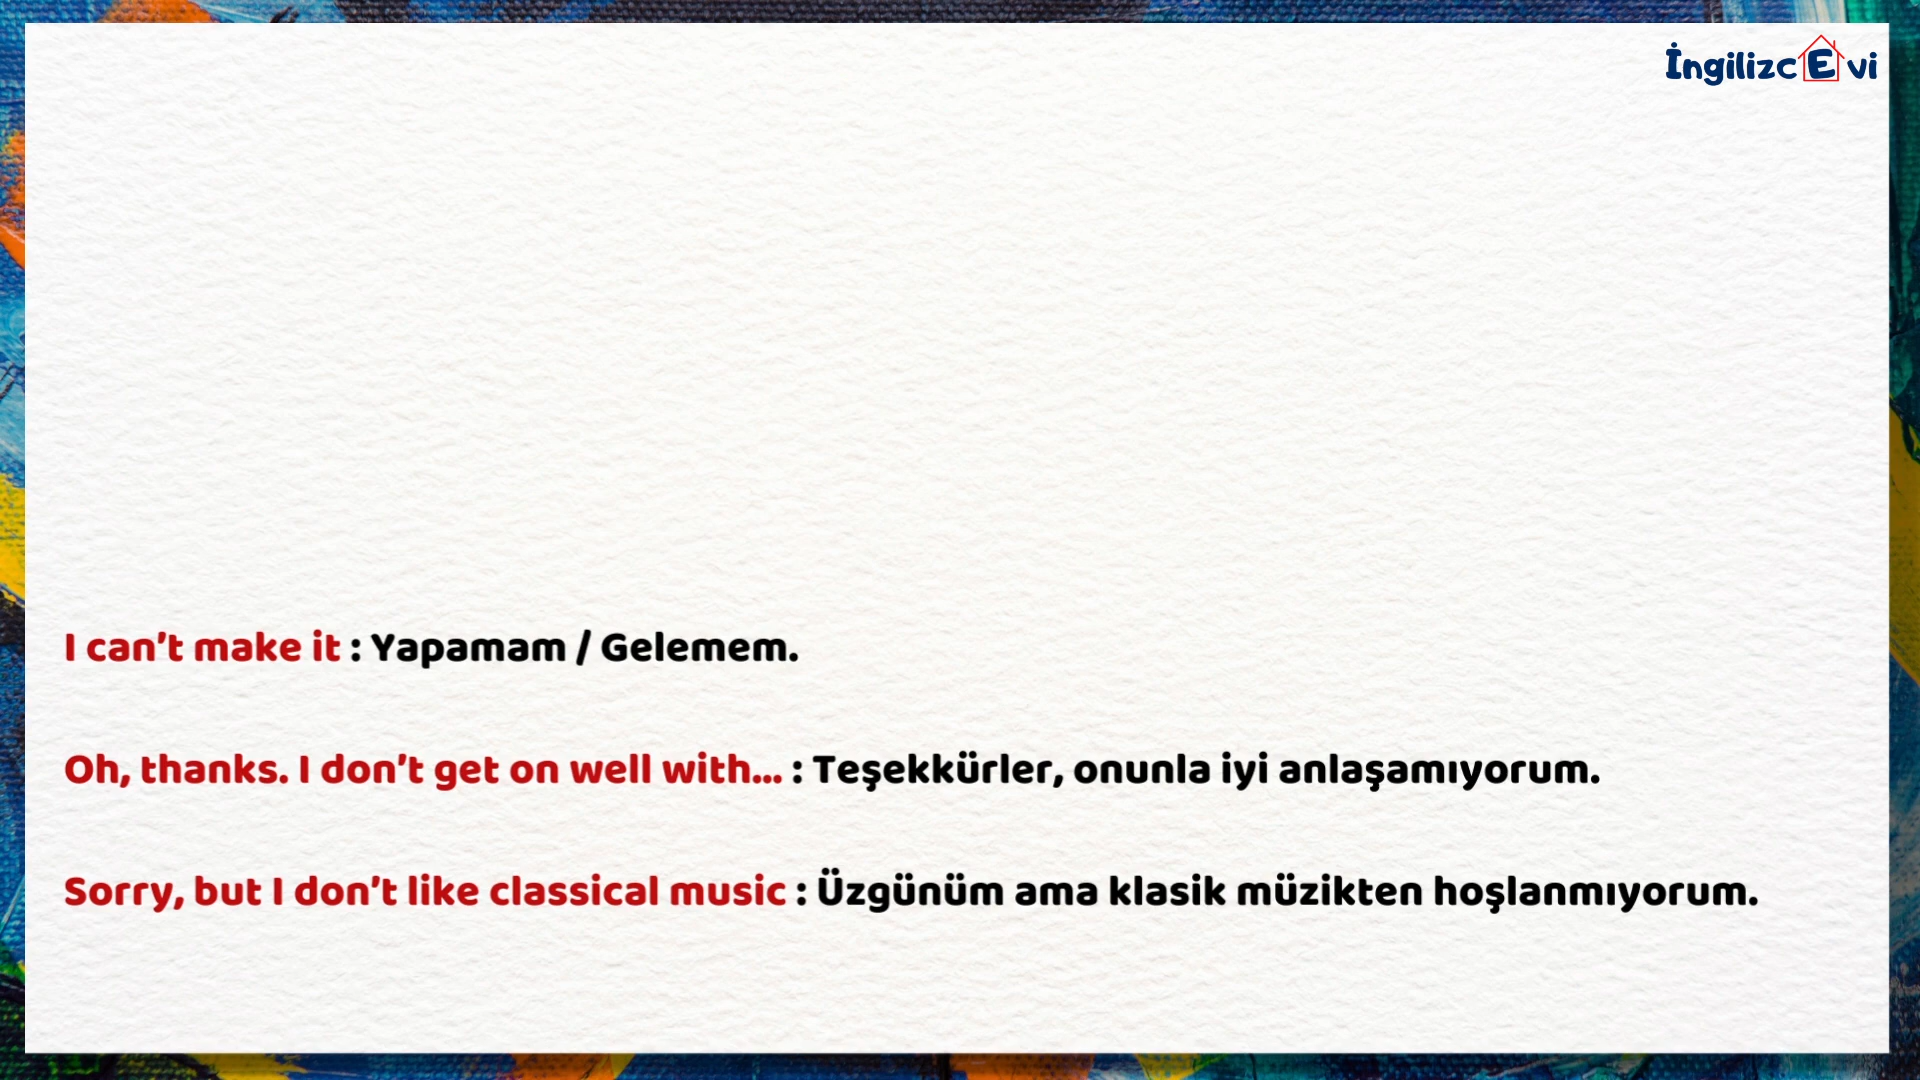 İngilizcEvi
I can't make it : Yapamam / Gelemem.
Oh, thanks. I don't get on well with... : Teşekkürler, onunla iyi anlaşamıyorum.
Sorry, but I don't like classical music : Üzgünüm ama klasik müzikten hoşlanmıyorum.